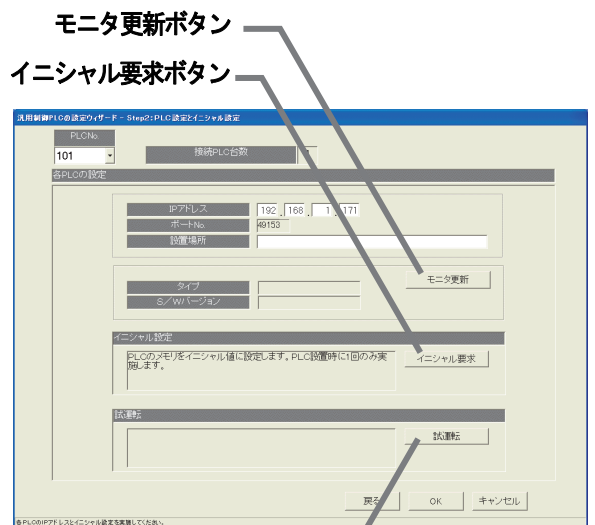 モニタ更新ボタン
イニシャル要求ボタン
汎用制御PLCの設定ウィザード - Step2:PLC設定とイニシャル設定
PLCNo.
101
接続PLC台数
各PLCの設定
IPアドレス 192 . 168 . 1 . 171
ポートNo. 49153
設置場所
モニタ更新
タイプ
S/Wバージョン
イニシャル設定
PLCのメモリをイニシャル値に設定します。PLC設置時に1回のみ実
施します。
イニシャル要求
試運転
試運転
戻る OK キャンセル
各PLCのIPアドレスとイニシャル設定を実施してください。